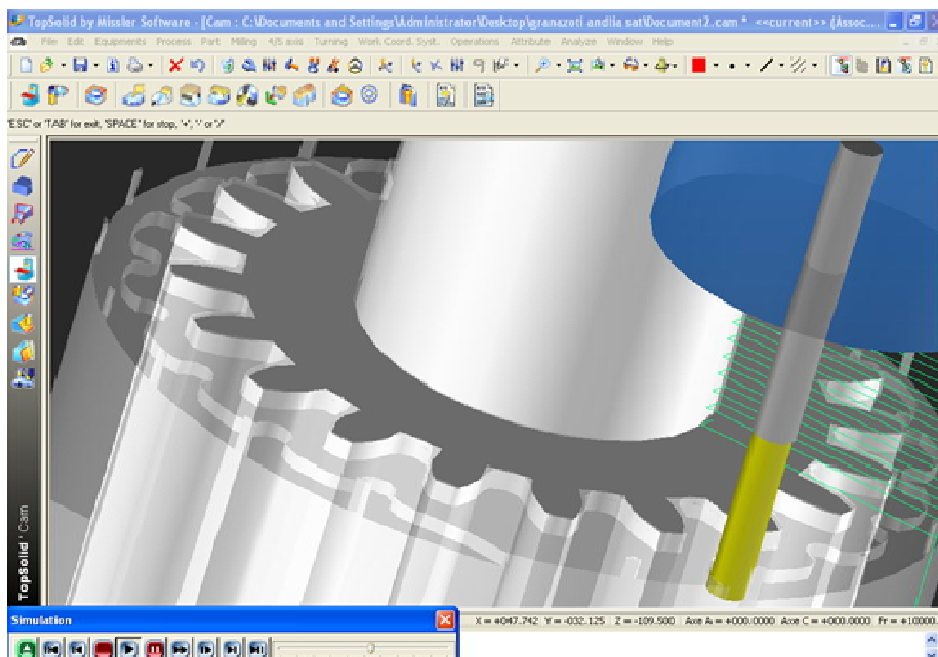 TopSolid by Missler Software - [Cam : C:\Documents and Settings\Administrator\Desktop\granazoti andlia sat\Document2.cam * <<current>> (Assoc....
File Edit Equipments Process Part Milling 4/5 axis Turning Work Coord. Syst. Operations Attribute Analyze Window Help
'ESC' or 'TAB' for exit, 'SPACE' for stop, '+', '-' or '>'
TopSolid'Cam
Simulation
X = +047.742 Y = -032.125 Z = -109.500 Axe A = +000.0000 Axe C = +000.0000 Fr = +10000.